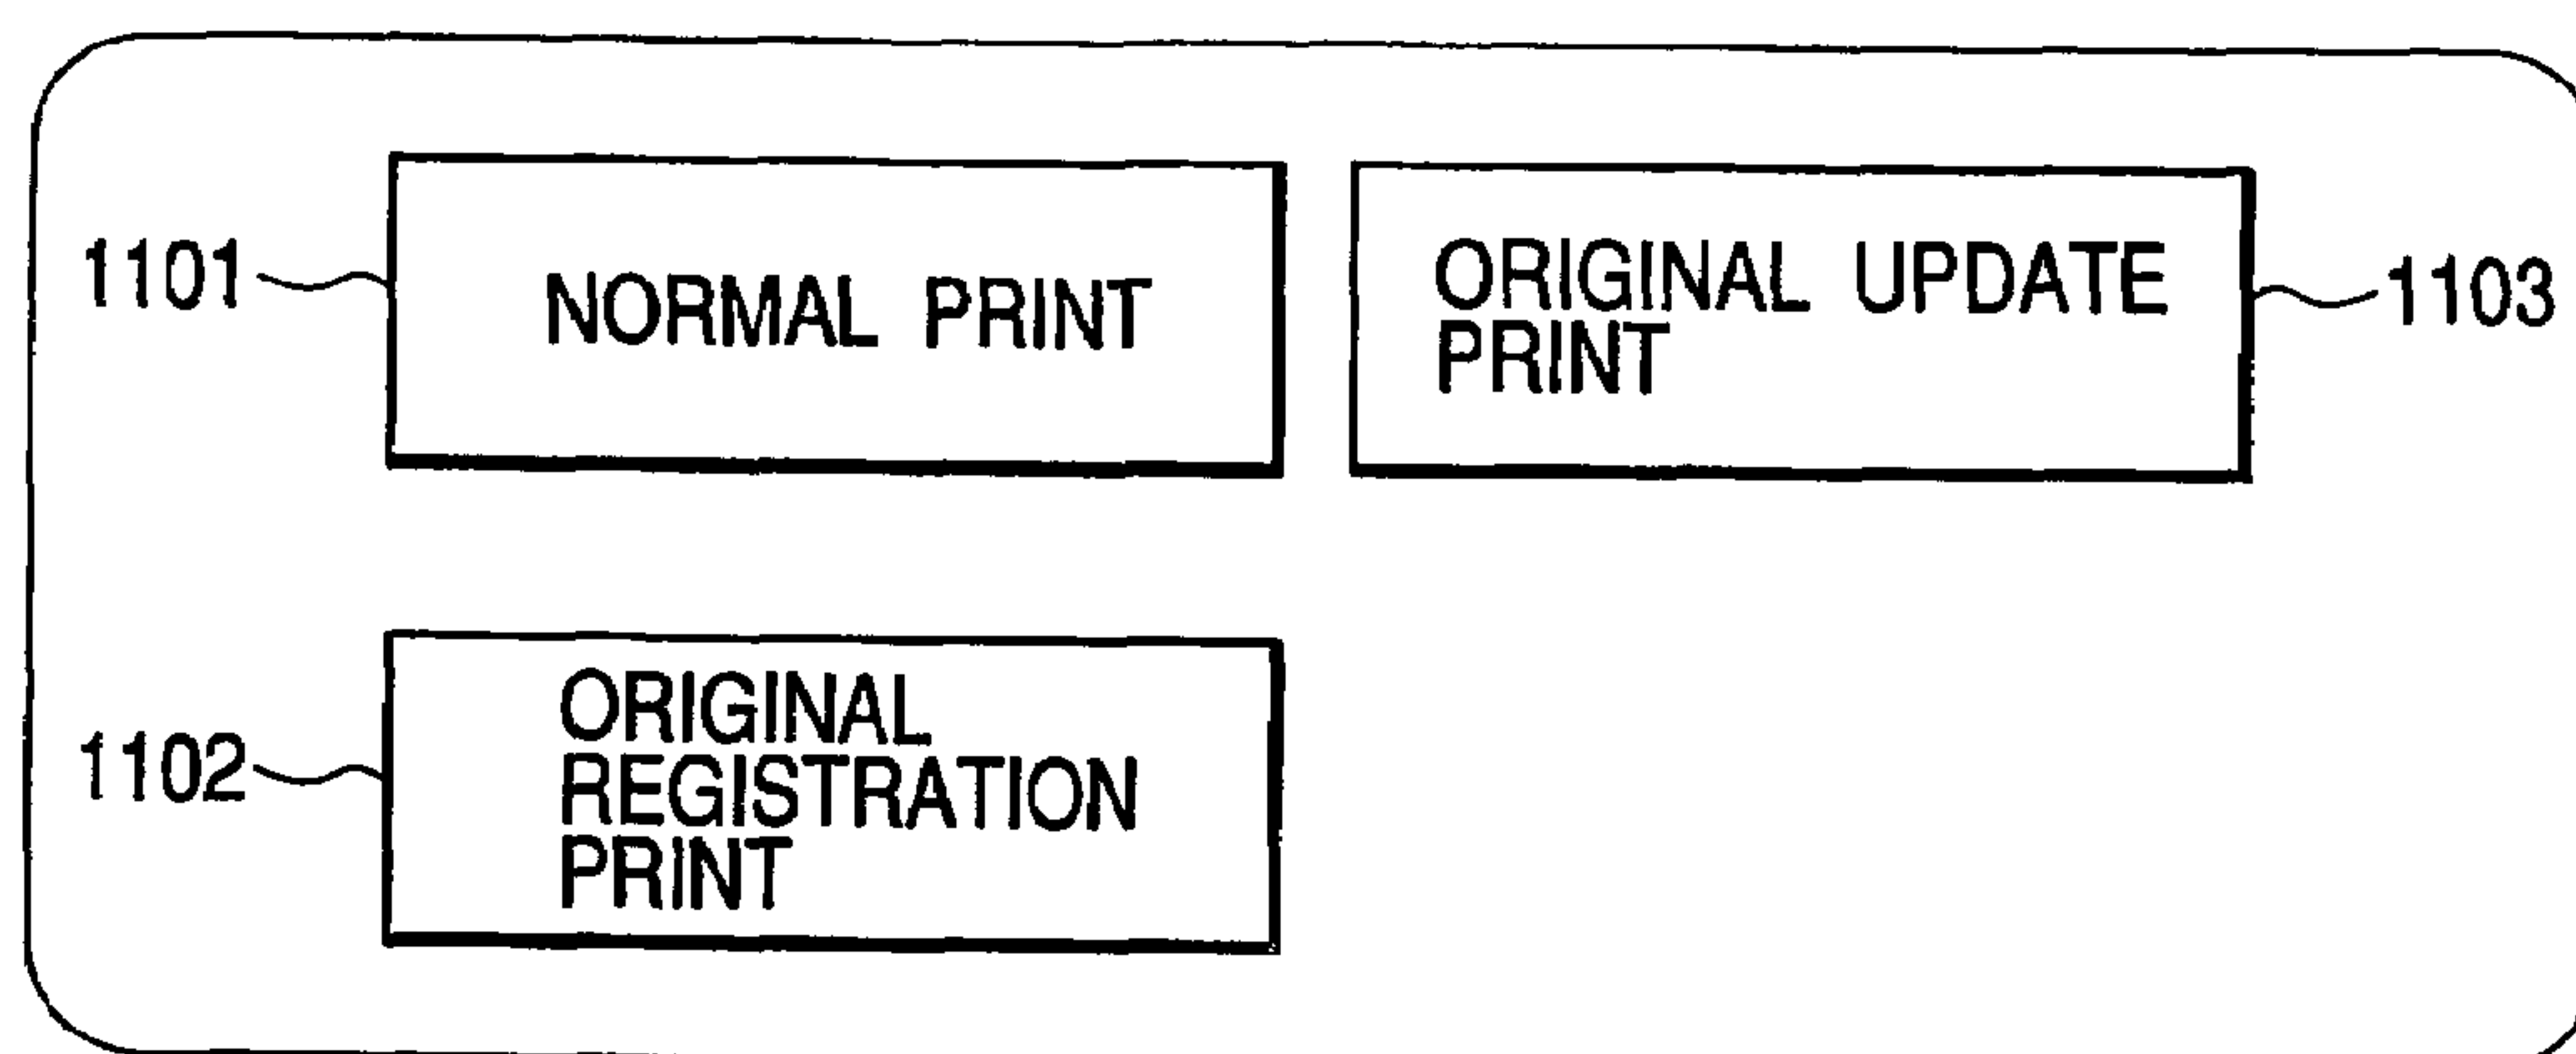 1101
NORMAL PRINT
ORIGINAL UPDATE
PRINT
1103
1102
ORIGINAL
REGISTRATION
PRINT